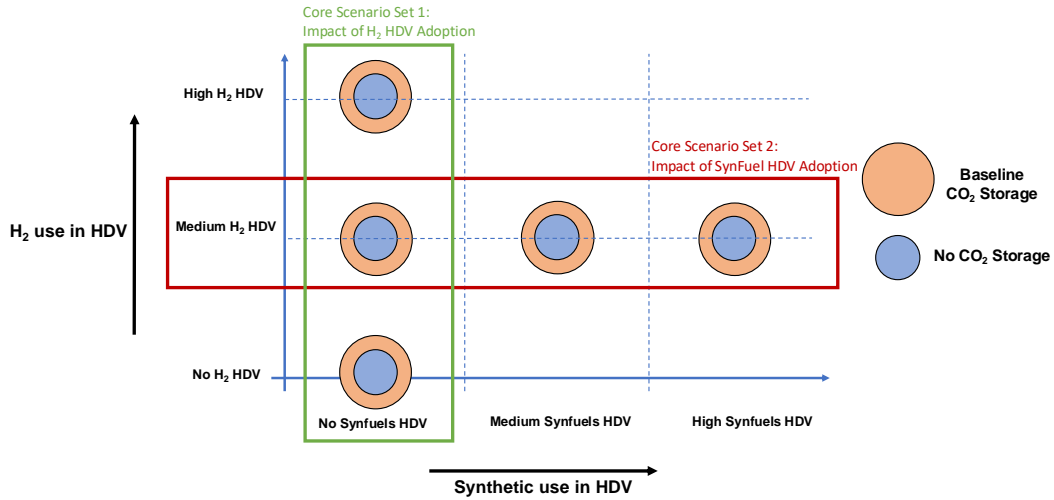 Core Scenario Set 1:
Impact of H₂ HDV Adoption
High H₂ HDV
Core Scenario Set 2:
Impact of SynFuel HDV Adoption
Baseline
CO₂ Storage
H₂ use in HDV
Medium H₂ HDV
No CO₂ Storage
No H₂ HDV
No Synfuels HDV
Medium Synfuels HDV
High Synfuels HDV
Synthetic use in HDV